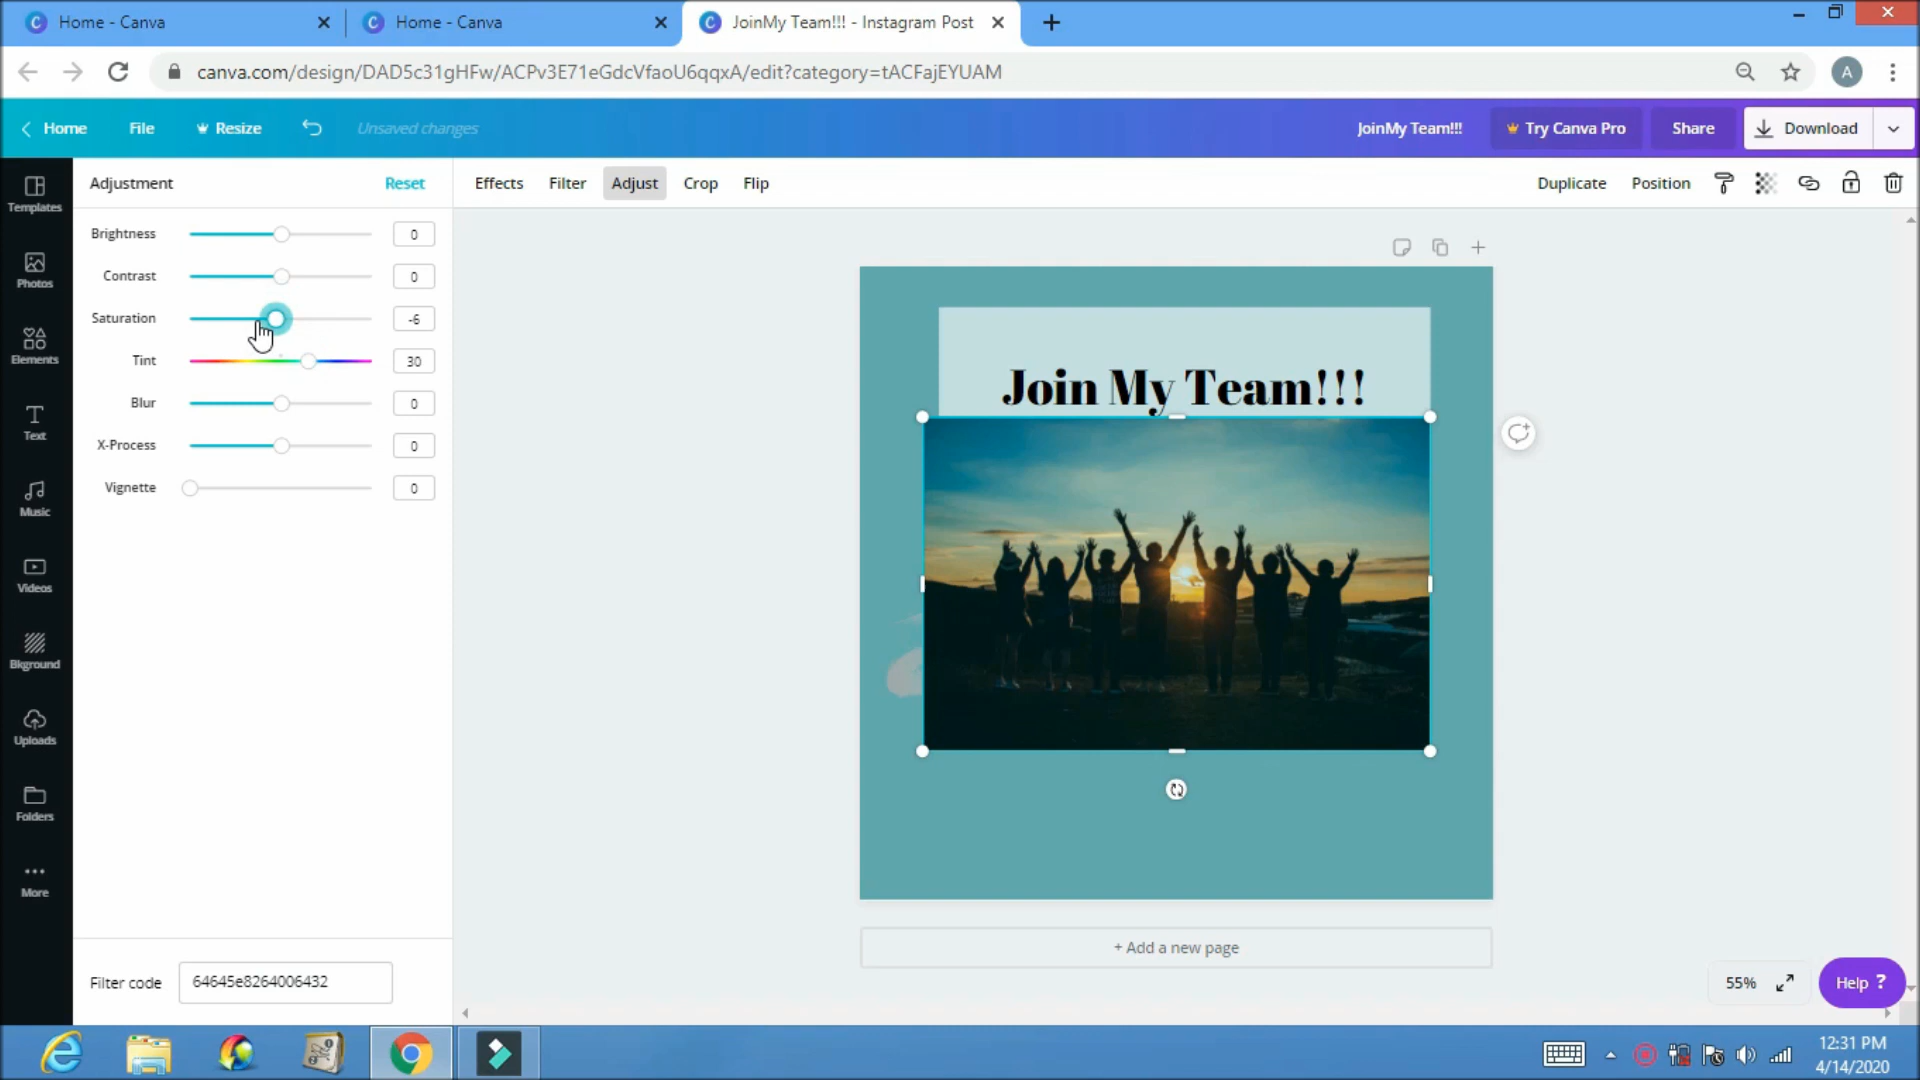 Home - Canva
Home - Canva
JoinMy Team!!! - Instagram Post
canva.com/design/DAD5c31gHFw/ACPv3E71eGdcVfaoU6qqxA/edit?category=tACFajEYUAM
A
Home
File
Resize
Unsaved changes
JoinMy Team!!!
Try Canva Pro
Share
Download
Templates
Photos
Elements
Text
Music
Videos
Bkground
Uploads
Folders
More
Adjustment
Reset
Brightness 0
Contrast 0
Saturation -6
Tint 30
Blur 0
X-Process 0
Vignette 0
Filter code 64645e8264006432
Effects
Filter
Adjust
Crop
Flip
Duplicate
Position
Join My Team!!!
+ Add a new page
55%
Help ?
12:31 PM
4/14/2020